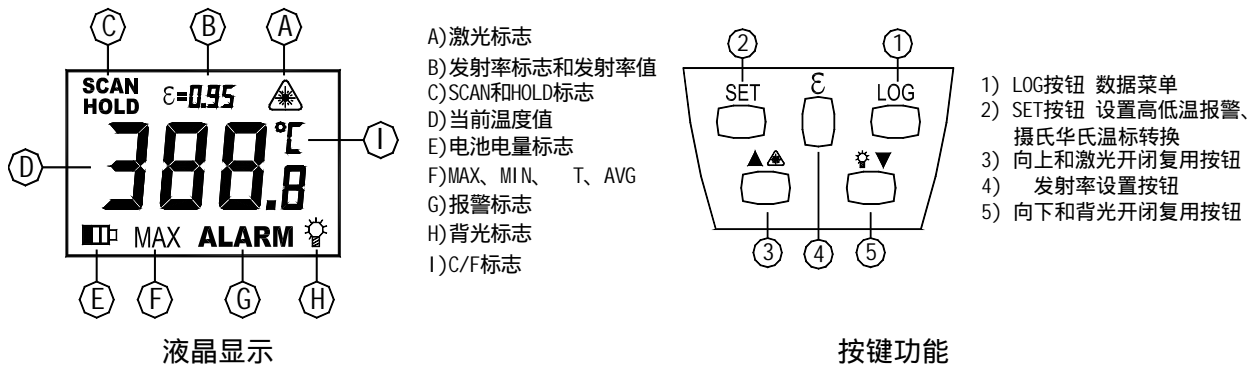 C
B
A
SCAN
HOLD
ε=0.95
388.8
℃
D
I
MAX
ALARM
E
F
G
H
液晶显示
A)激光标志
B)发射率标志和发射率值
C)SCAN和HOLD标志
D)当前温度值
E)电池电量标志
F)MAX、MIN、 T、AVG
G)报警标志
H)背光标志
I)C/F标志
2
1
SET
ε
LOG
▲
▼
3
4
5
按键功能
1) LOG按钮 数据菜单
2) SET按钮 设置高低温报警、
摄氏华氏温标转换
3) 向上和激光开闭复用按钮
4) 发射率设置按钮
5) 向下和背光开闭复用按钮